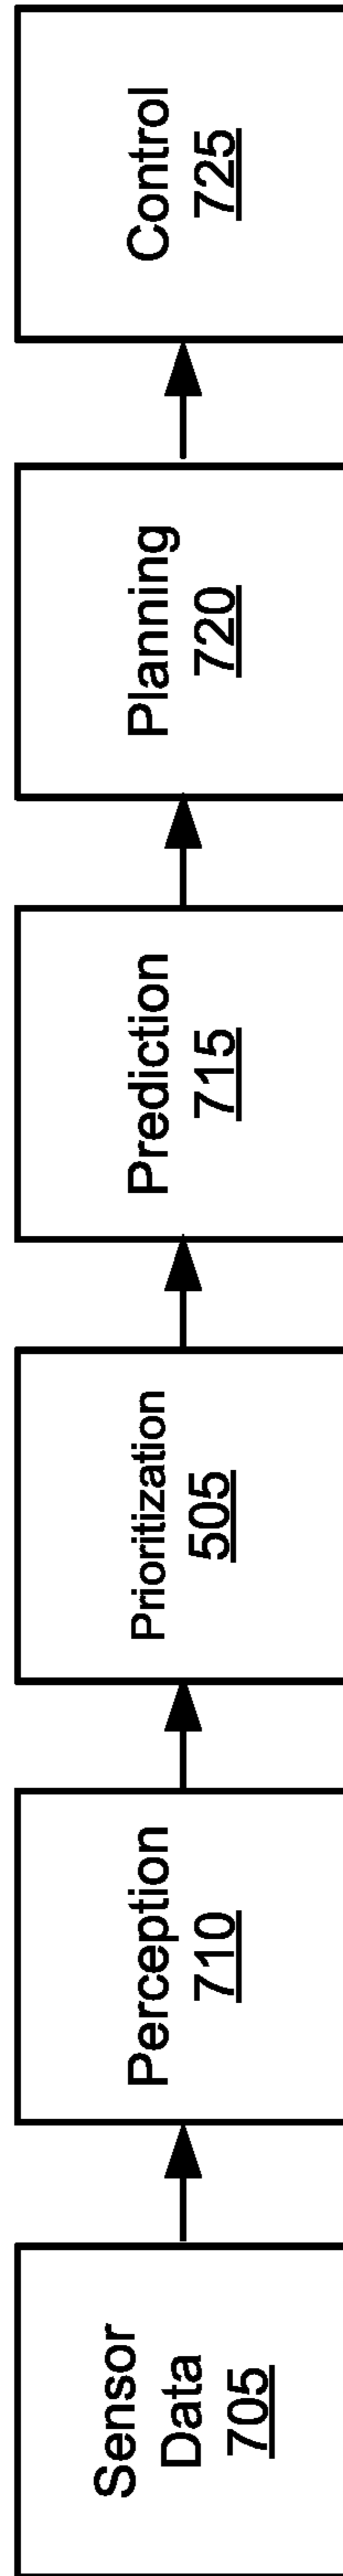 Sensor
Data
705
Perception
710
Prioritization
505
Prediction
715
Planning
720
Control
725